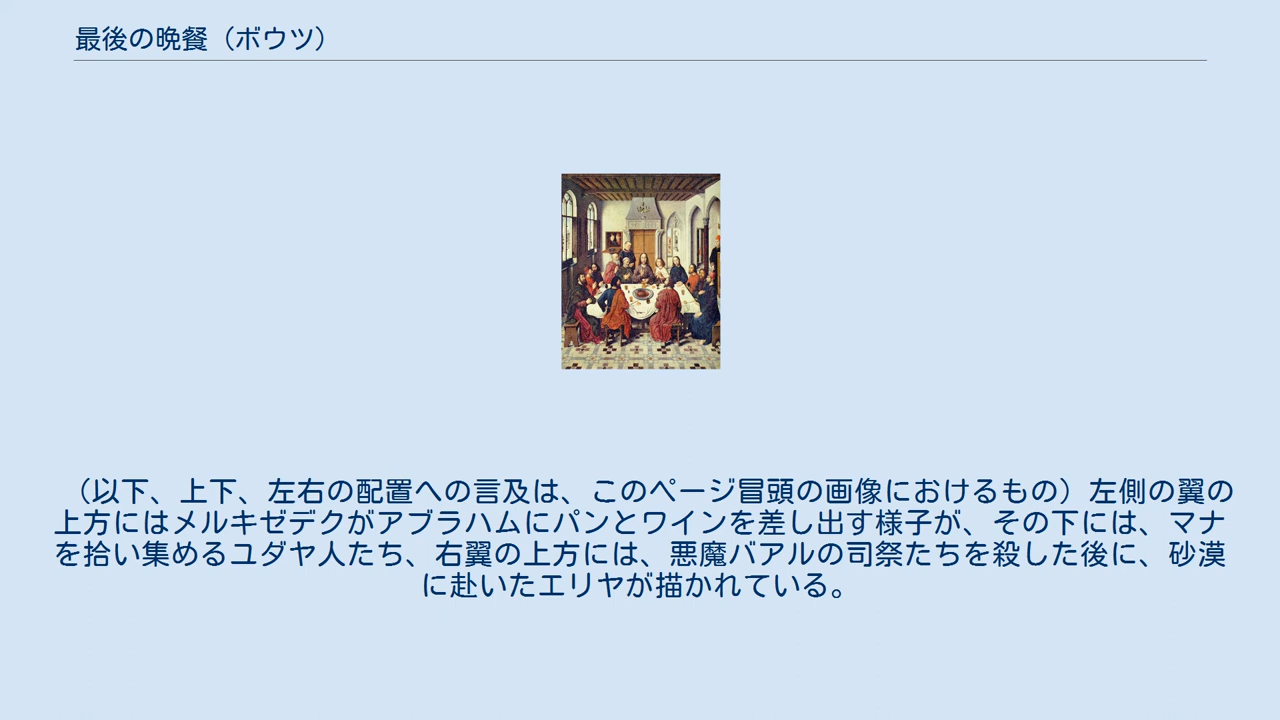 最後の晩餐（ボウツ）
（以下、上下、左右の配置への言及は、このページ冒頭の画像におけるもの）左側の翼の
上方にはメルキゼデクがアブラハムにパンとワインを差し出す様子が、その下には、マナ
を拾い集めるユダヤ人たち、右翼の上方には、悪魔バアルの司祭たちを殺した後に、砂漠
に赴いたエリヤが描かれている。